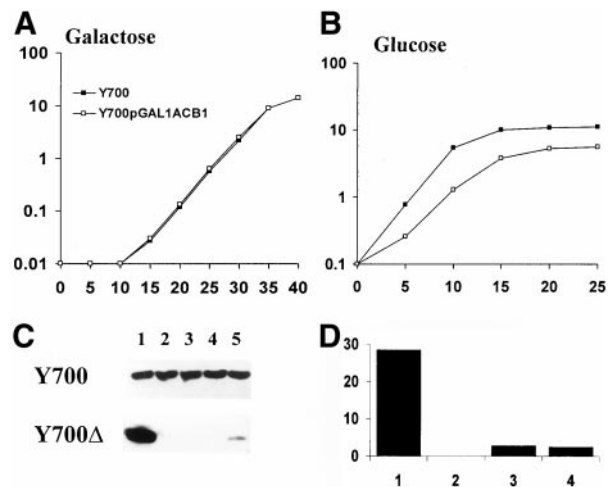 A Galactose
100
10
1
0.1
0.01
0 5 10 15 20 25 30 35 40
Y700
Y700pGAL1ACB1
B Glucose
100
10
1
0.1
0 5 10 15 20 25
C
1 2 3 4 5
Y700
Y700Δ
D
30
20
10
0
1 2 3 4